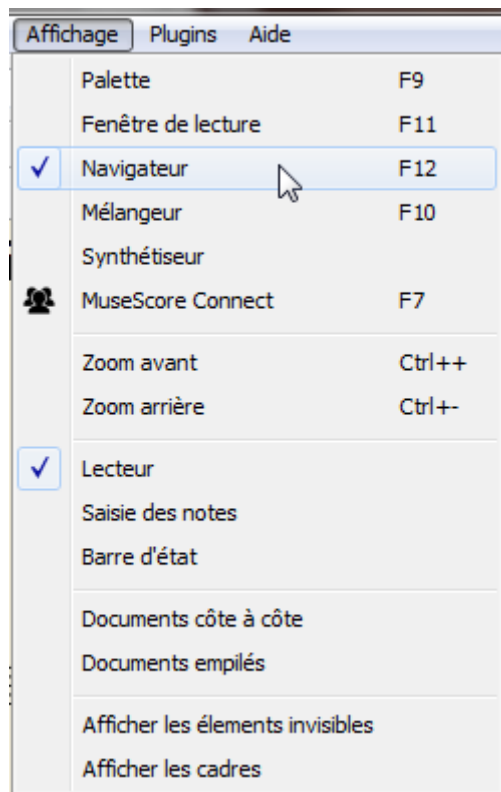 Affichage Plugins Aide
Palette F9
Fenêtre de lecture F11
Navigateur F12
Mélangeur F10
Synthétiseur
MuseScore Connect F7
Zoom avant Ctrl++
Zoom arrière Ctrl+-
Lecteur
Saisie des notes
Barre d'état
Documents côte à côte
Documents empilés
Afficher les élements invisibles
Afficher les cadres